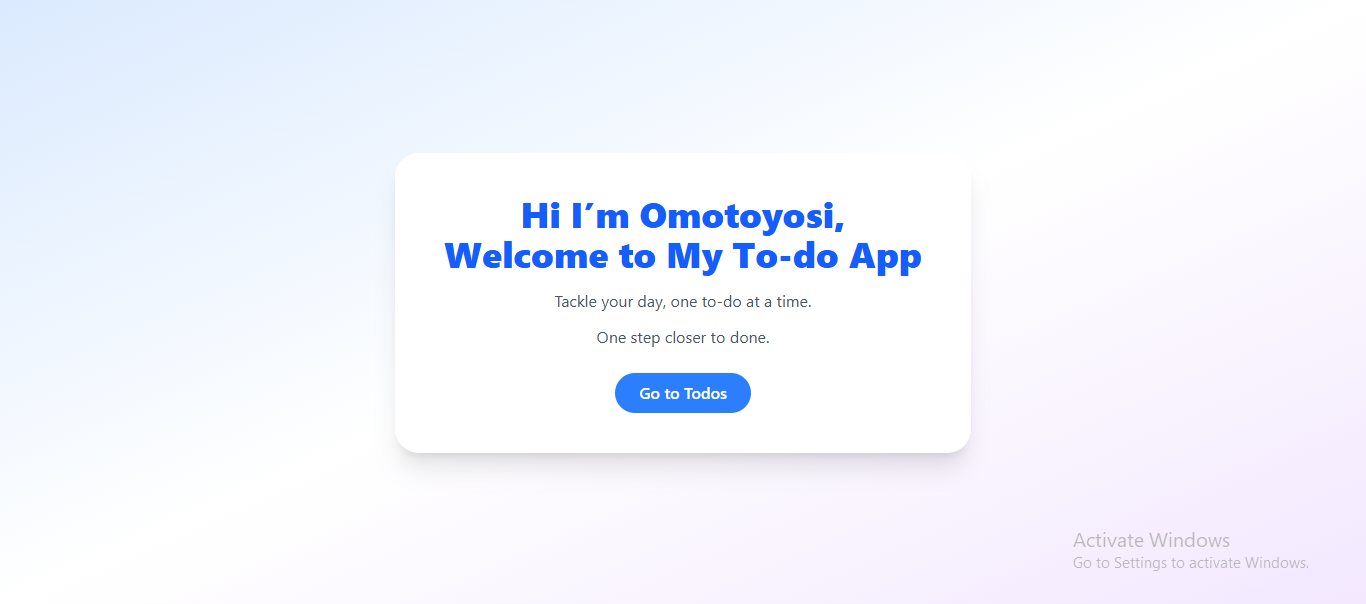 Hi I’m Omotoyosi,
Welcome to My To-do App
Tackle your day, one to-do at a time.
One step closer to done.
Go to Todos
Activate Windows
Go to Settings to activate Windows.